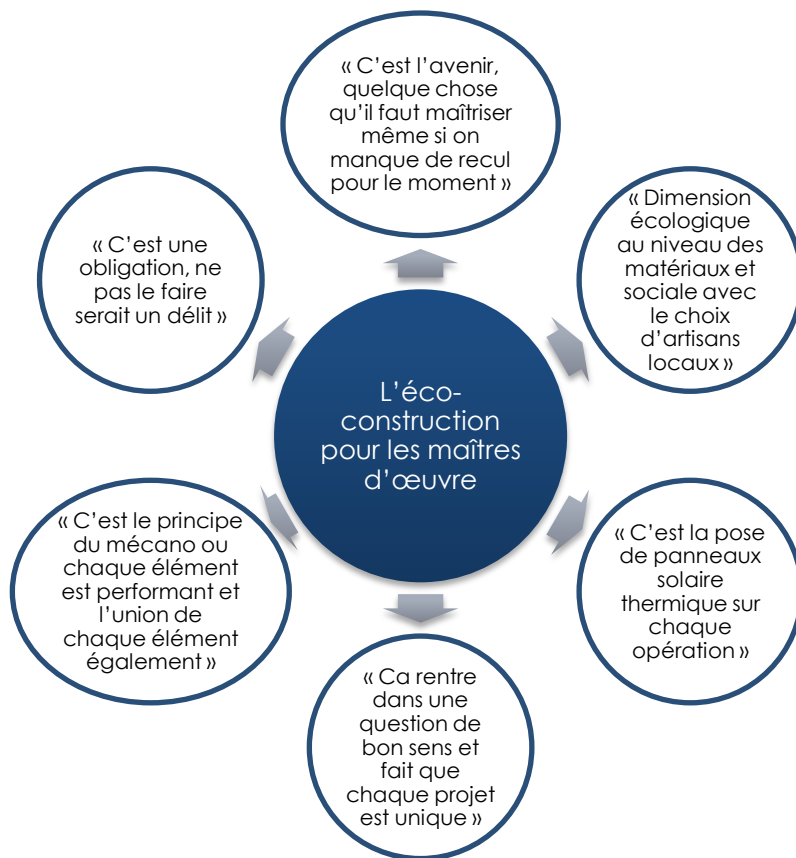 « C'est l'avenir,
quelque chose
qu'il faut maîtriser
même si on
manque de recul
pour le moment »
« C'est une
obligation, ne
pas le faire
serait un délit »
« Dimension
écologique
au niveau des
matériaux et
sociale avec
le choix
d'artisans
locaux »
L'éco-
construction
pour les maîtres
d'œuvre
« C'est le principe
du mécano ou
chaque élément
est performant et
l'union de
chaque élément
également »
« C'est la pose
de panneaux
solaire
thermique sur
chaque
opération »
« Ca rentre
dans une
question de
bon sens et
fait que
chaque projet
est unique »